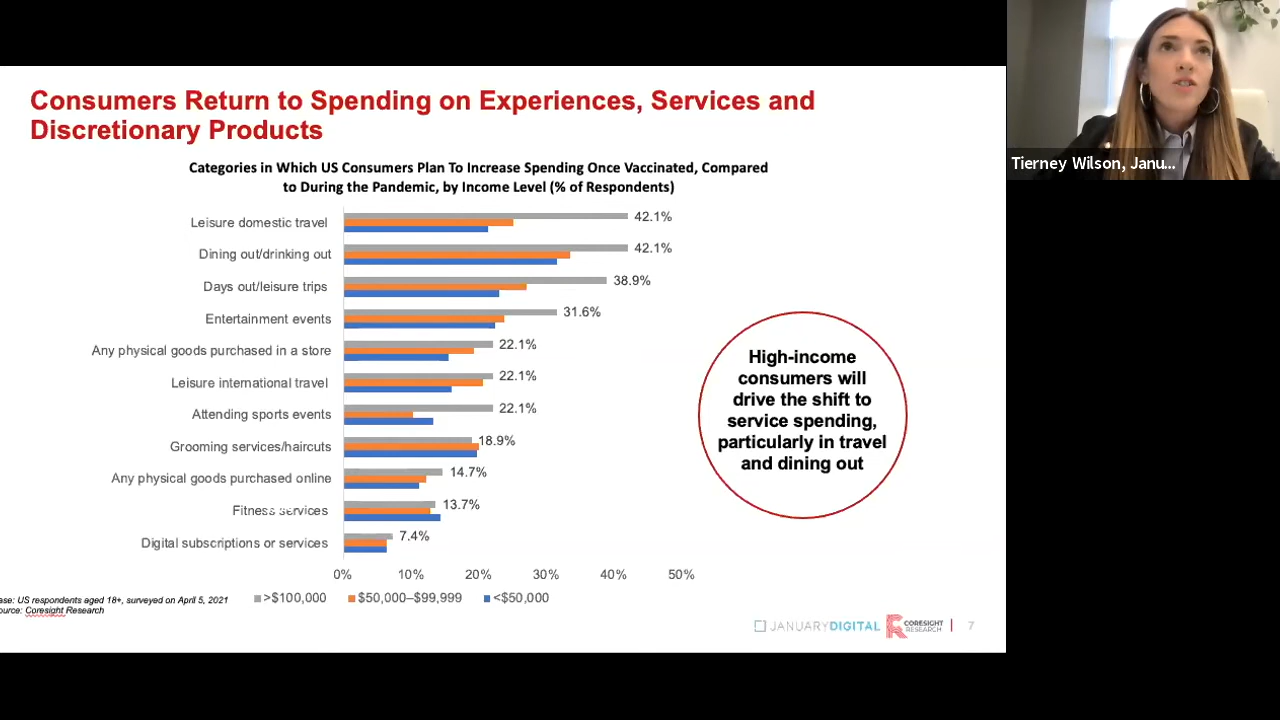 Consumers Return to Spending on Experiences, Services and
Discretionary Products
Categories in Which US Consumers Plan To Increase Spending Once Vaccinated, Compared
to During the Pandemic, by Income Level (% of Respondents)
Leisure domestic travel 42.1%
Dining out/drinking out 42.1%
Days out/leisure trips 38.9%
Entertainment events 31.6%
Any physical goods purchased in a store 22.1%
Leisure international travel 22.1%
Attending sports events 22.1%
Grooming services/haircuts 18.9%
Any physical goods purchased online 14.7%
Fitness services 13.7%
Digital subscriptions or services 7.4%
0% 10% 20% 30% 40% 50%
>$100,000 $50,000–$99,999 <$50,000
High-income
consumers will
drive the shift to
service spending,
particularly in travel
and dining out
ase: US respondents aged 18+, surveyed on April 5, 2021
ource: Coresight Research
JANUARYDIGITAL
CORESIGHT
RESEARCH
7
Tierney Wilson, Janu...